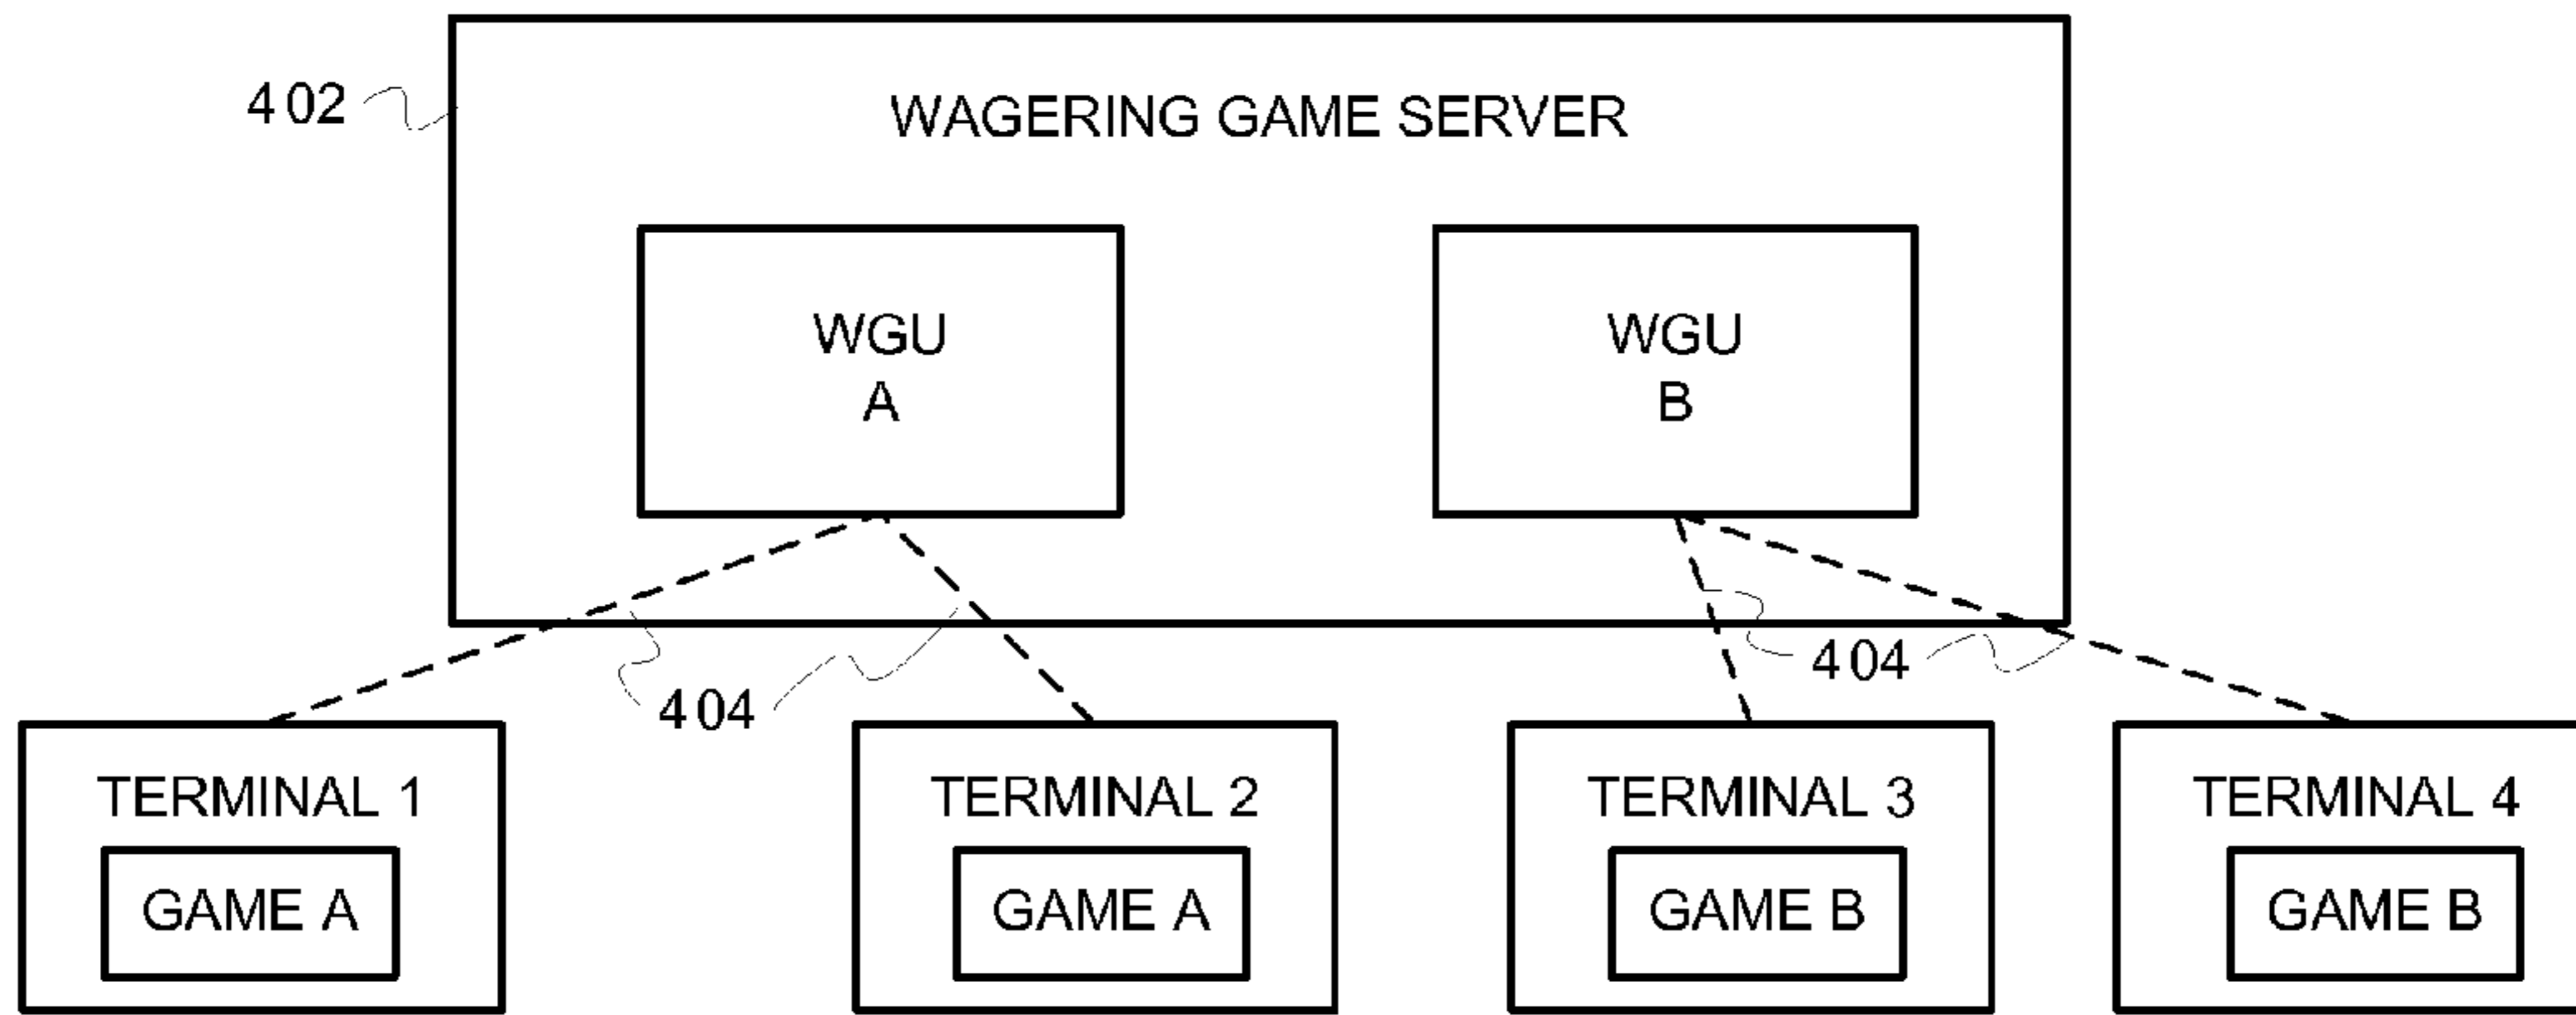 402
WAGERING GAME SERVER
WGU
A
WGU
B
404
404
TERMINAL 1
GAME A
TERMINAL 2
GAME A
TERMINAL 3
GAME B
TERMINAL 4
GAME B